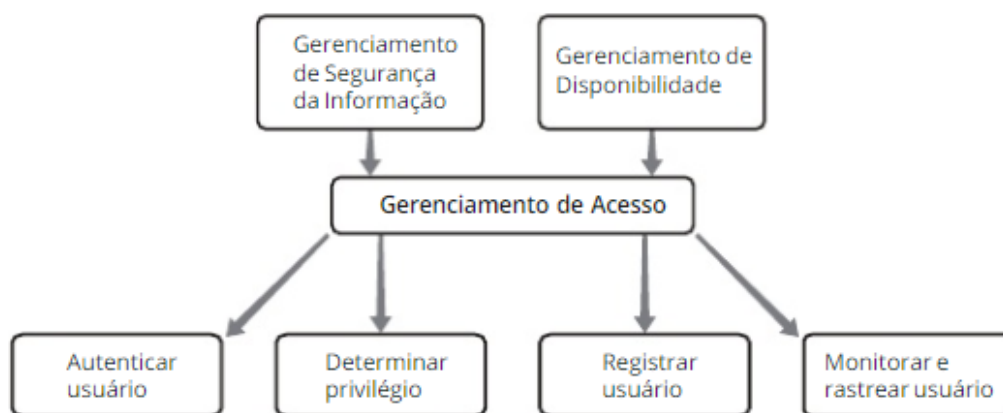 Gerenciamento
de Segurança
da Informação
Gerenciamento de
Disponibilidade
Gerenciamento de Acesso
Autenticar
usuário
Determinar
privilégio
Registrar
usuário
Monitorar e
rastrear usuário